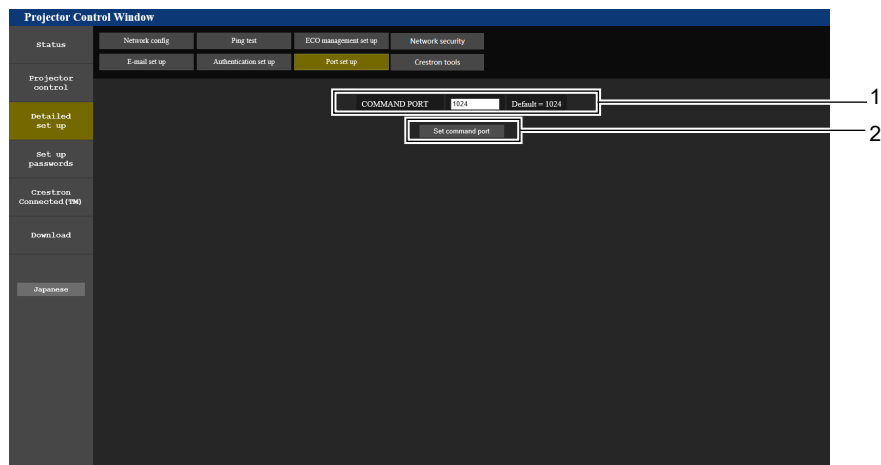 Projector Control Window
Status
Network config
Ping test
ECO management set up
Network security
E-mail set up
Authentication set up
Port set up
Crestron tools
Projector
control
Detailed
set up
Set up
passwords
Crestron
Connected(TM)
Download
Japanese
COMMAND PORT 1024 Default = 1024
Set command port
1
2